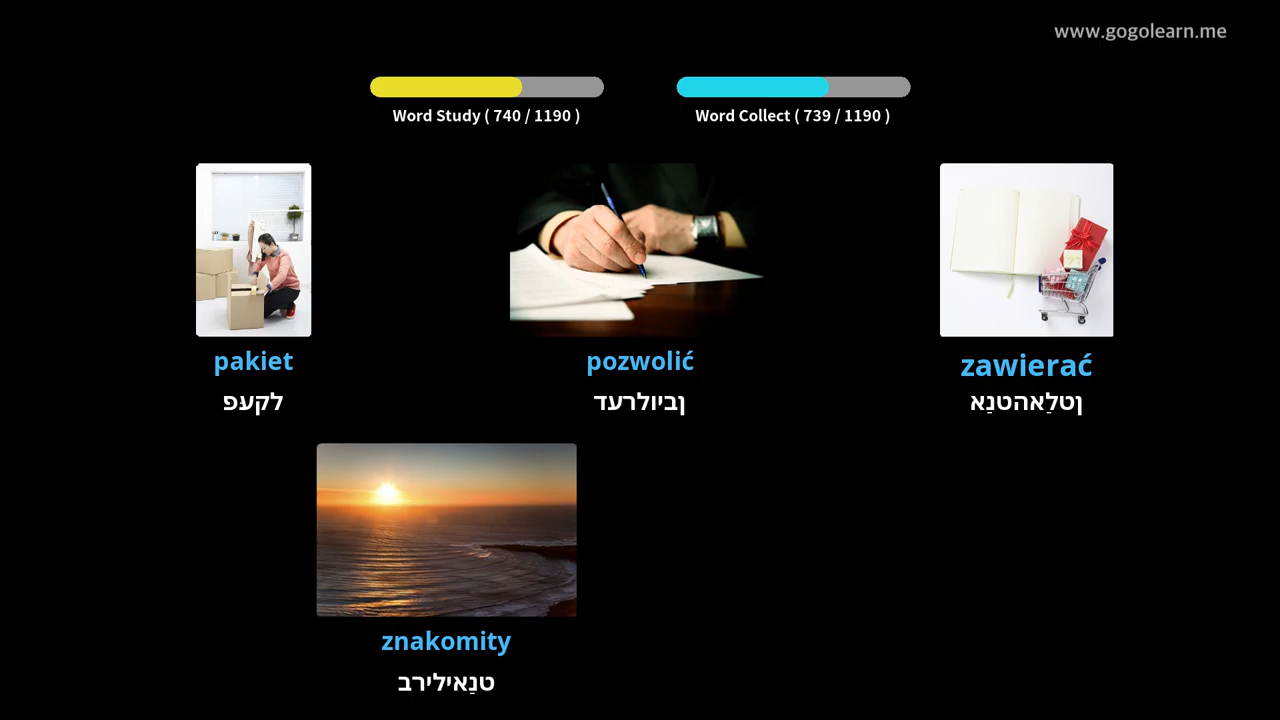 www.gogolearn.me
Word Study ( 740 / 1190 )
Word Collect ( 739 / 1190 )
pakiet
לקעפּ
pozwolić
ןביולרעד
zawierać
ןטלַאהטנַא
znakomity
טנַאילירב